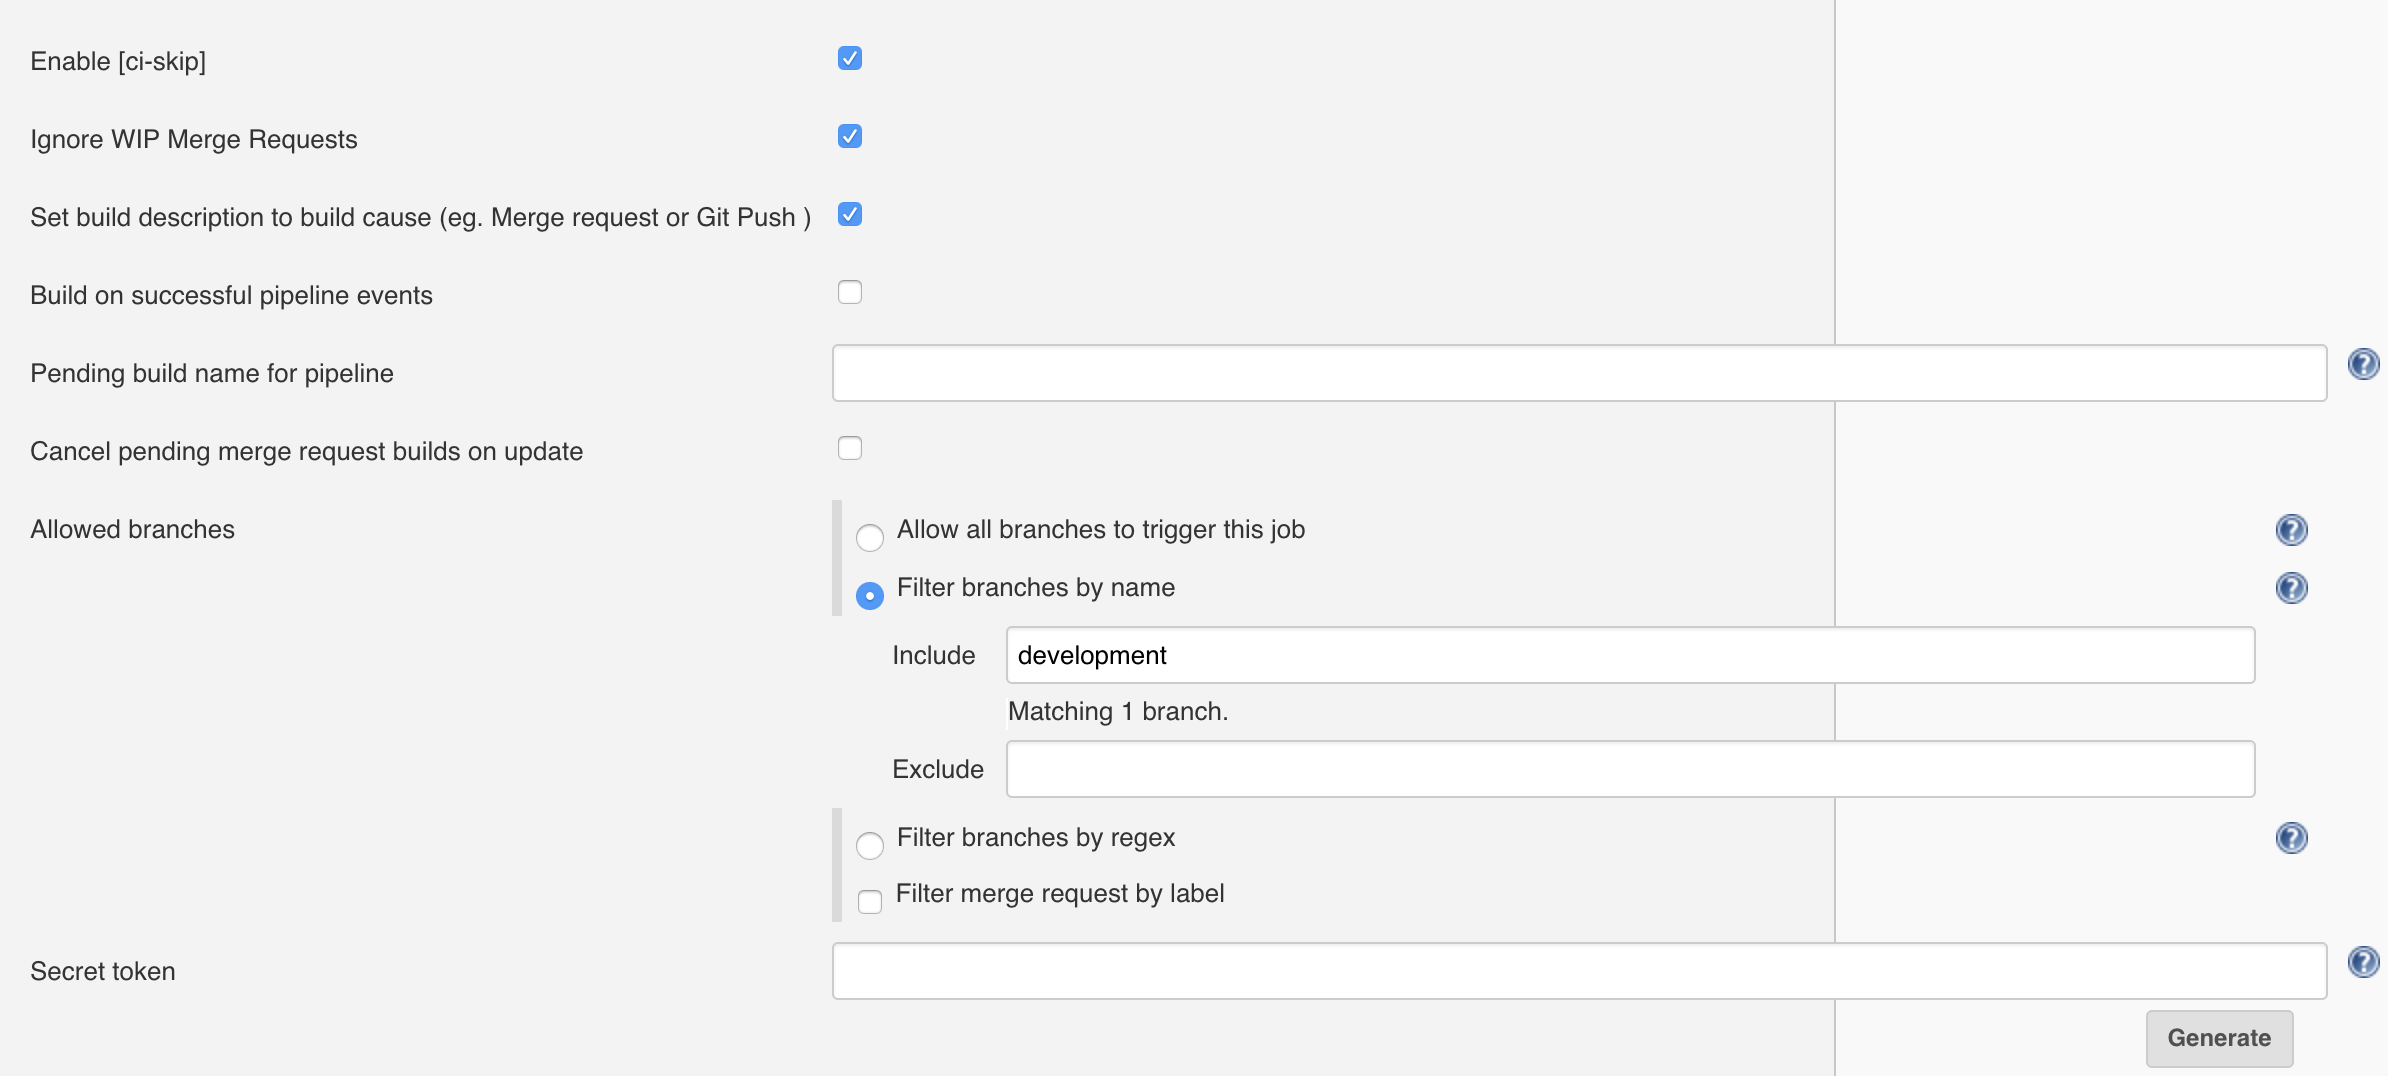 Enable [ci-skip]
Ignore WIP Merge Requests
Set build description to build cause (eg. Merge request or Git Push )
Build on successful pipeline events
Pending build name for pipeline
?
Cancel pending merge request builds on update
Allowed branches
Allow all branches to trigger this job
?
Filter branches by name
?
Include
development
Matching 1 branch.
Exclude
Filter branches by regex
?
Filter merge request by label
Secret token
?
Generate